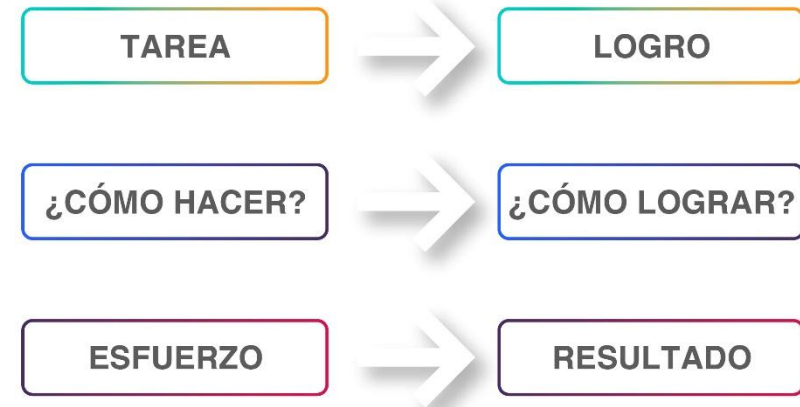 TAREA
LOGRO
¿CÓMO HACER?
¿CÓMO LOGRAR?
ESFUERZO
RESULTADO